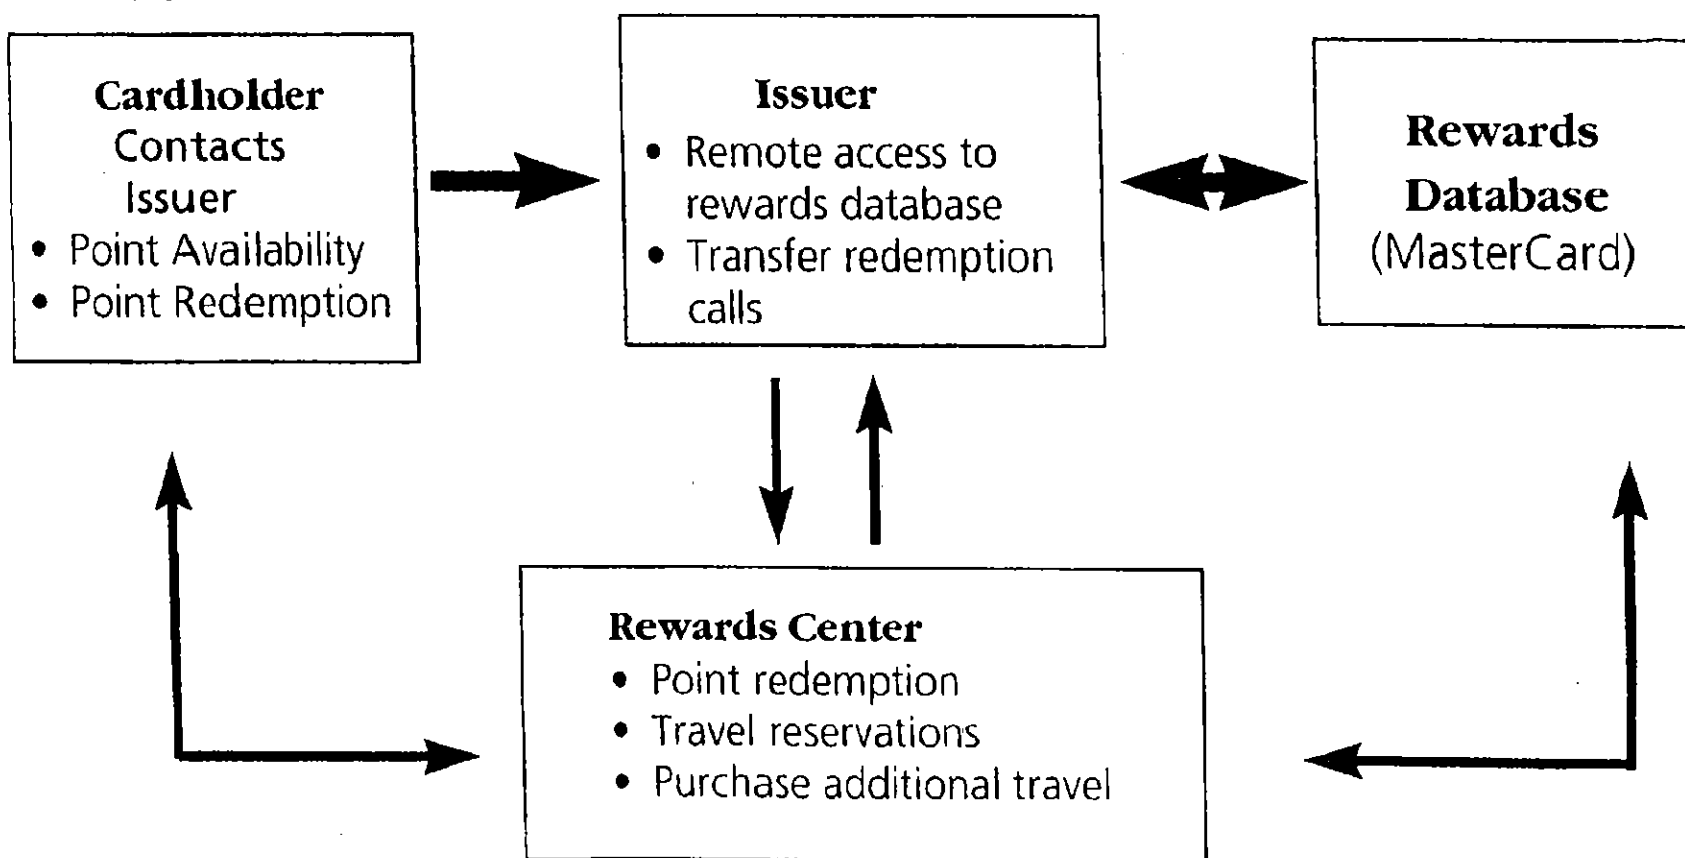 Cardholder
Contacts
Issuer
• Point Availability
• Point Redemption
Issuer
• Remote access to
rewards database
• Transfer redemption
calls
Rewards
Database
(MasterCard)
Rewards Center
• Point redemption
• Travel reservations
• Purchase additional travel